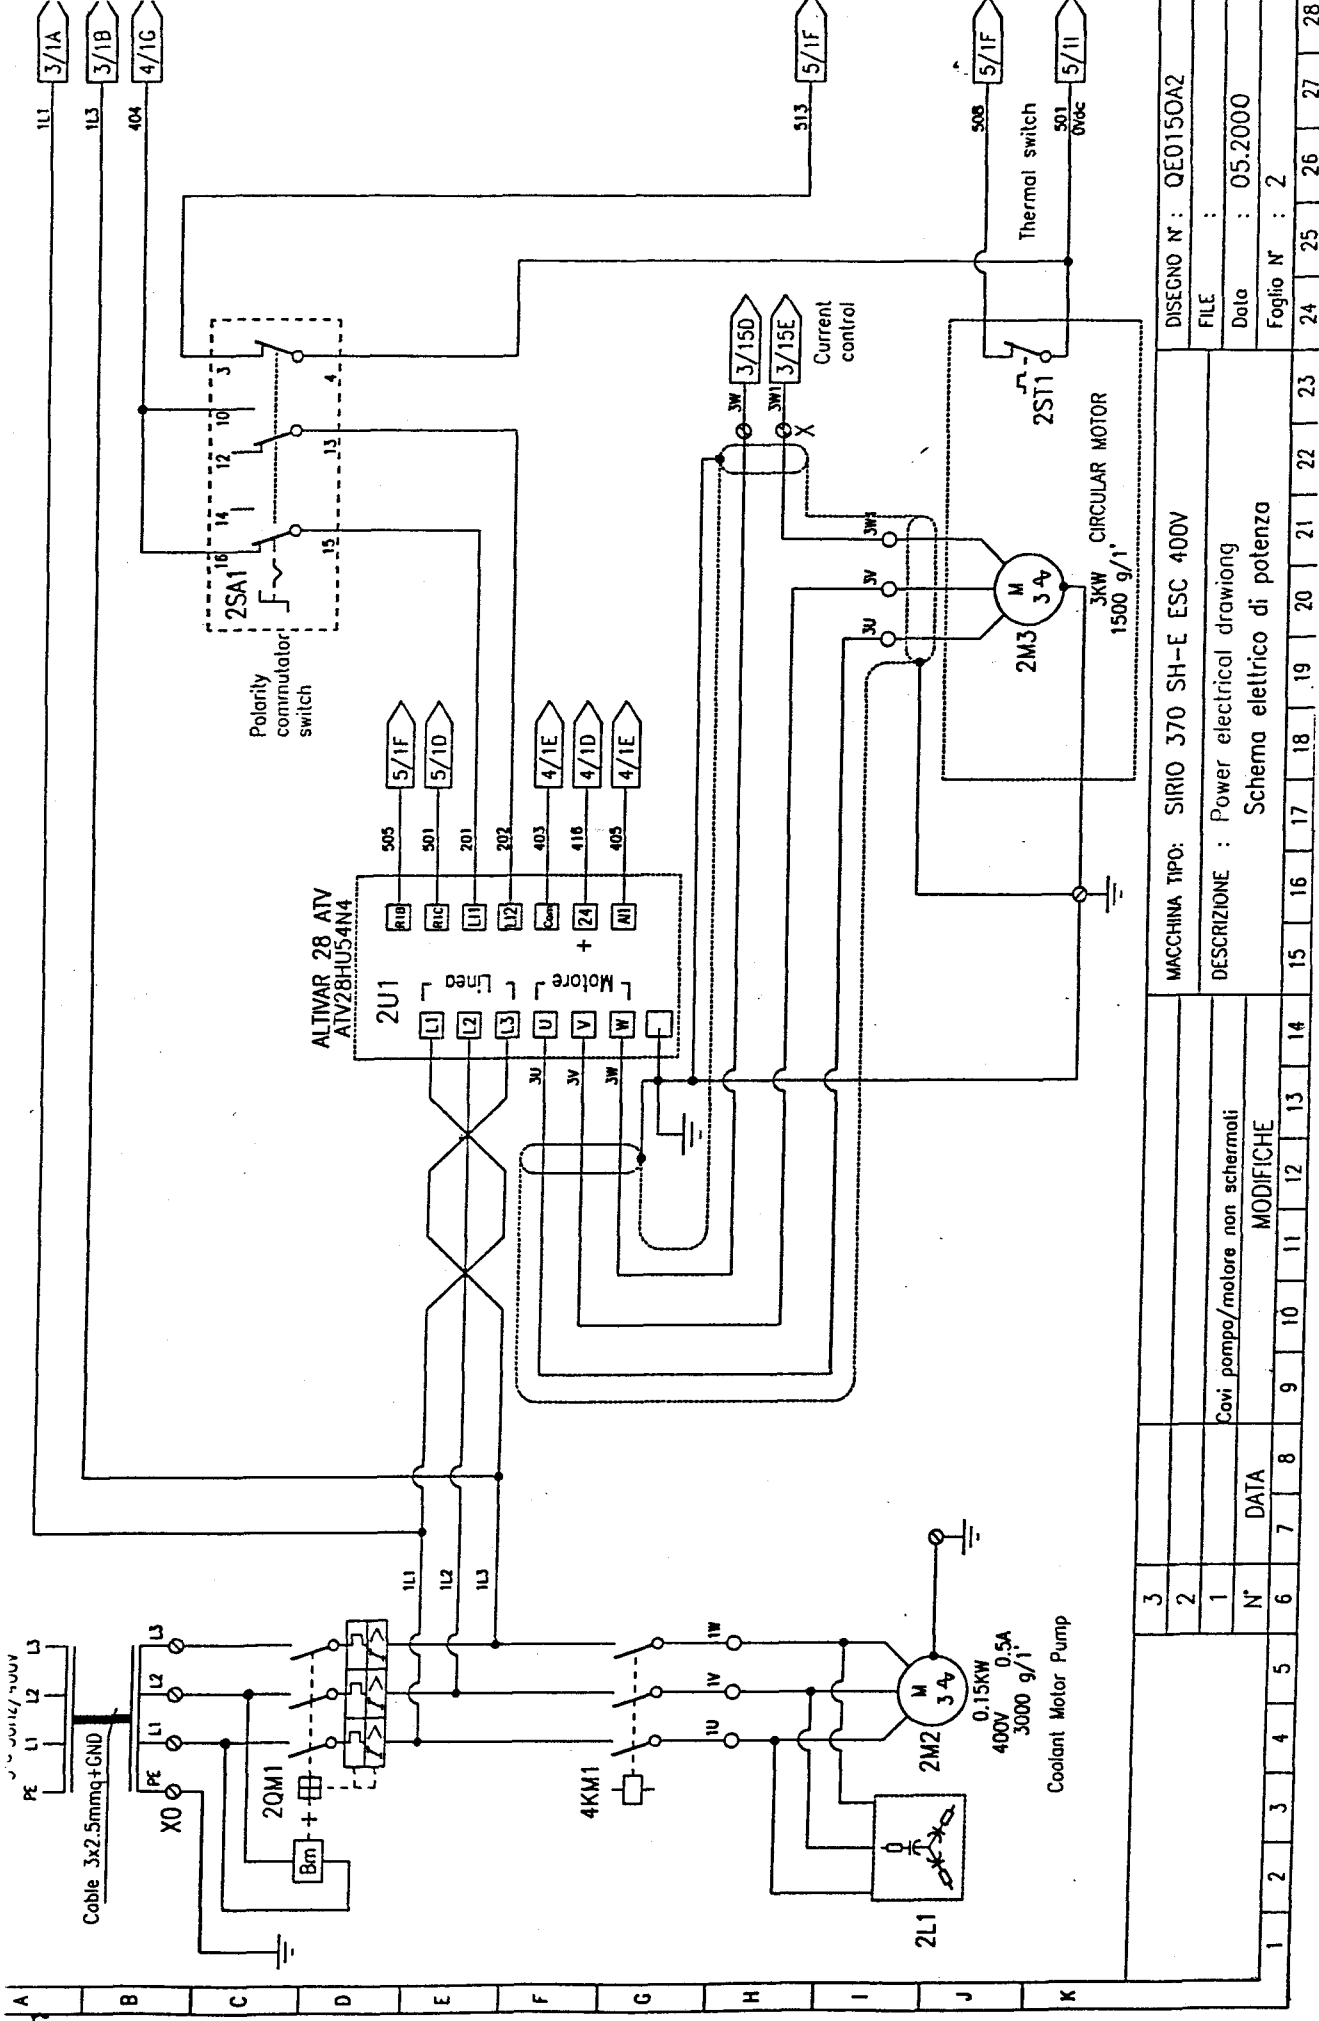 3/1A
3/1B
4/1G
5/1F
5/1F
5/11
1L1
1L3
404
513
508
501
0Vdc
Thermal switch
PE L1 L2 L3
Cable 3x2.5mmq+GND
PE L1 L2 L3
X0
2QM1
Bm
1L1
1L2
1L3
4KM1
1U 1V 1W
2M2
M
3
0.15KW
400V 0.5A
3000 g/1'
Coolant Motor Pump
2L1
ALTIVAR 28 ATV
ATV28HU54N4
2U1
L1
L2
L3
Linea
U
V
W
Motore
R1B
R1C
LI1
LI2
Com
+ 24
AI1
505
501
201
202
403
416
405
5/1F
5/1D
4/1E
4/1D
4/1E
3U
3V
3W
Polarity
commutator
switch
2SA1
16 14 12 10 3
15 13 4
3W
3W1
X
3/15D
3/15E
Current
control
3U 3V 3W1
2M3
M
3
3KW
1500 g/1'
CIRCULAR MOTOR
2ST1
A B C D E F G H I J K
3
2
1 Cavi pompa/motore non schermati
N° DATA MODIFICHE
MACCHINA TIPO: SIRIO 370 SH-E ESC 400V
DESCRIZIONE : Power electrical drawiong
Schema elettrico di potenza
DISEGNO N° : QE0150A2
FILE :
Data : 05.2000
Foglio N° : 2
1 2 3 4 5 6 7 8 9 10 11 12 13 14 15 16 17 18 19 20 21 22 23 24 25 26 27 28